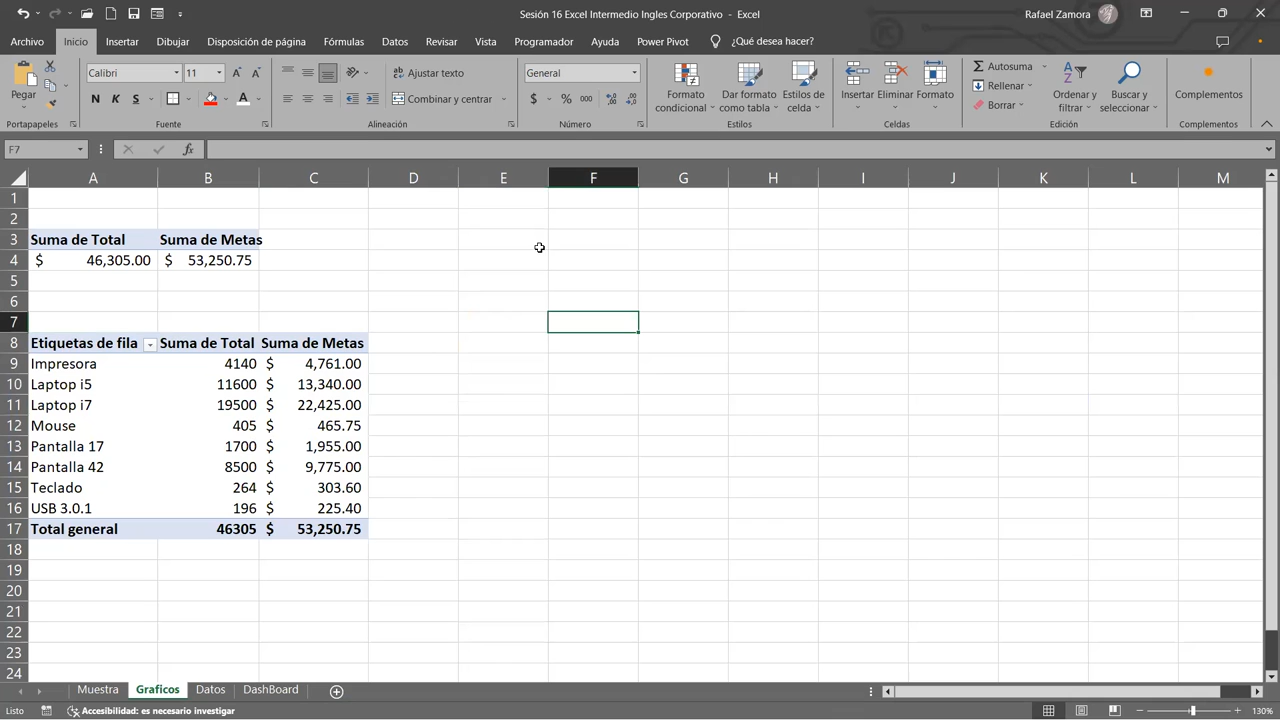 Sesión 16 Excel Intermedio Ingles Corporativo - Excel
Rafael Zamora
Archivo Inicio Insertar Dibujar Disposición de página Fórmulas Datos Revisar Vista Programador Ayuda Power Pivot ¿Qué desea hacer?
Pegar
Portapapeles
Calibri 11
N K S A
Fuente
Ajustar texto
Combinar y centrar
Alineación
General
$ % 000
Número
Formato condicional
Dar formato como tabla
Estilos de celda
Estilos
Insertar Eliminar Formato
Celdas
Autosuma
Rellenar
Borrar
Ordenar y filtrar
Buscar y seleccionar
Edición
Complementos
Complementos
F7 fx
A B C D E F G H I J K L M
1
2
3 Suma de Total Suma de Metas
4 $ 46,305.00 $ 53,250.75
5
6
7
8 Etiquetas de fila Suma de Total Suma de Metas
9 Impresora 4140 $ 4,761.00
10 Laptop i5 11600 $ 13,340.00
11 Laptop i7 19500 $ 22,425.00
12 Mouse 405 $ 465.75
13 Pantalla 17 1700 $ 1,955.00
14 Pantalla 42 8500 $ 9,775.00
15 Teclado 264 $ 303.60
16 USB 3.0.1 196 $ 225.40
17 Total general 46305 $ 53,250.75
18
19
20
21
22
23
24
Muestra Graficos Datos DashBoard
Listo Accesibilidad: es necesario investigar 130%